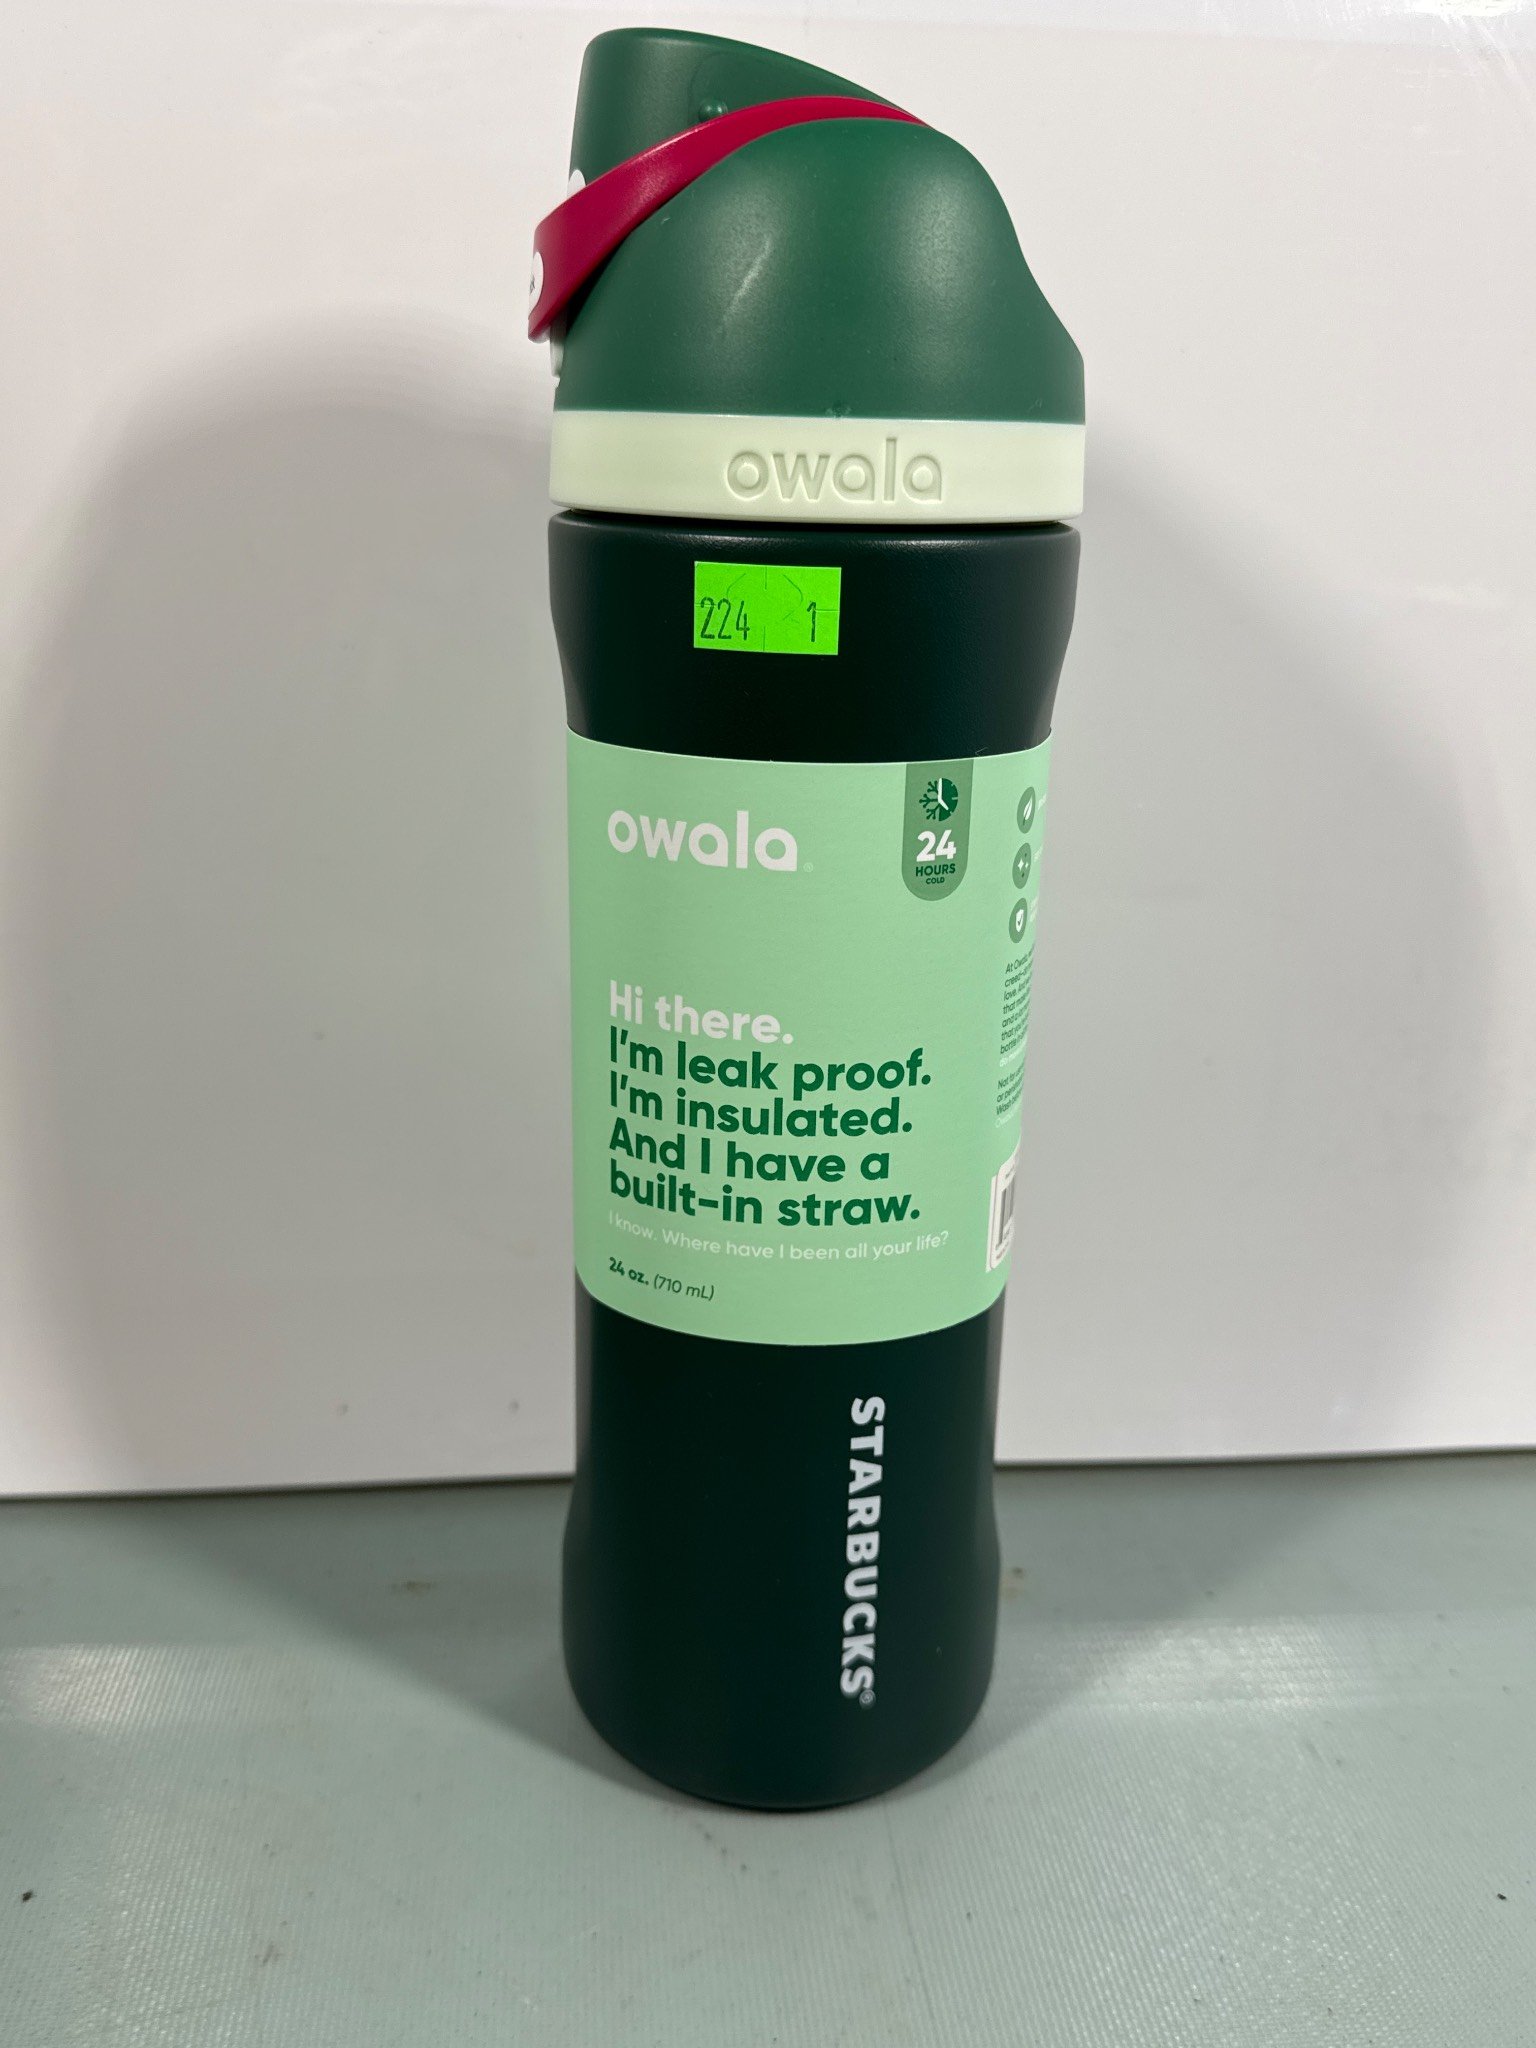 owala
224 1
owala
24
HOURS
COLD
Hi there.
I'm leak proof.
I'm insulated.
And I have a
built-in straw.
I know. Where have I been all your life?
24 oz. (710 mL)
STARBUCKS®